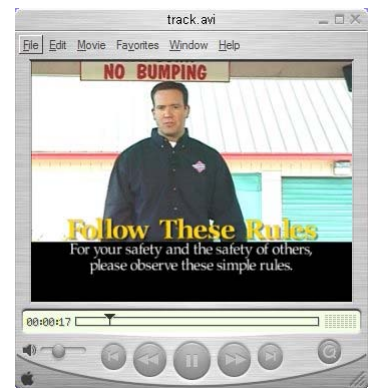 track.avi
File Edit Movie Favorites Window Help
NO BUMPING
Follow These Rules
For your safety and the safety of others,
please observe these simple rules.
00:00:17